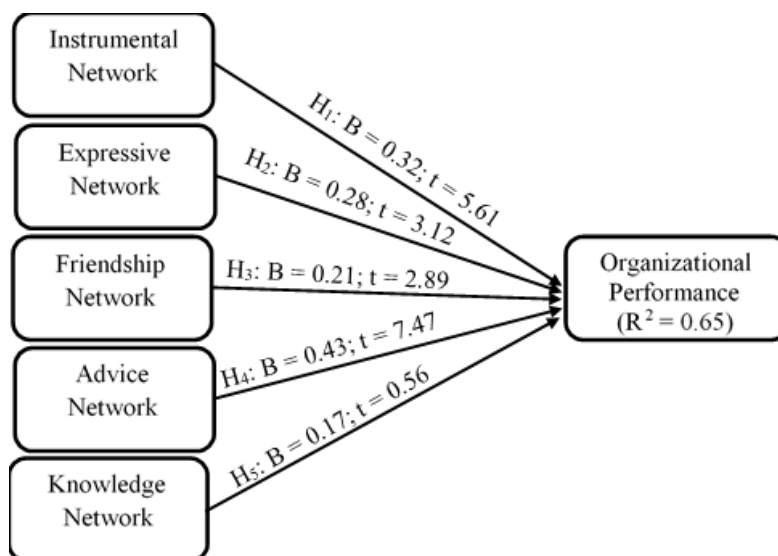 Instrumental
Network
H₁: B = 0.32; t = 5.61
Expressive
Network
H₂: B = 0.28; t = 3.12
Friendship
Network
H₃: B = 0.21; t = 2.89
Organizational
Performance
(R² = 0.65)
Advice
Network
H₄: B = 0.43; t = 7.47
Knowledge
Network
H₅: B = 0.17; t = 0.56